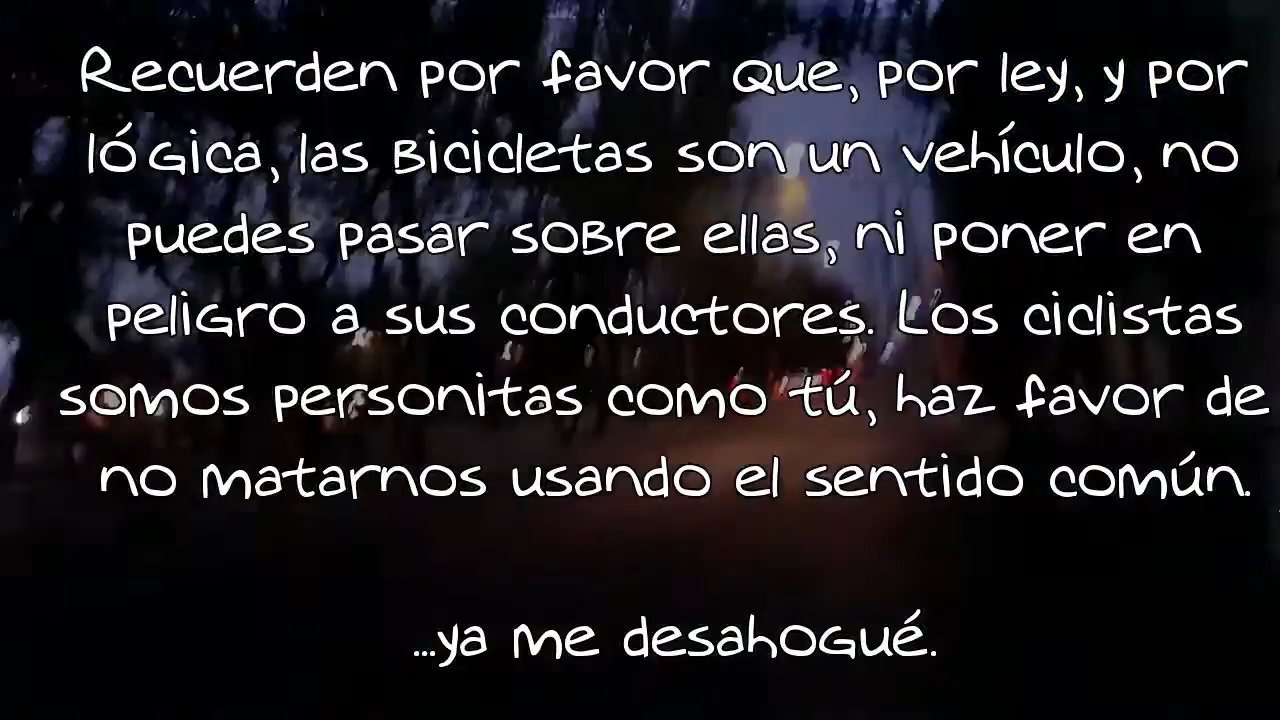 Recuerden por favor que, por ley, y por
lógica, las bicicletas son un vehículo, no
puedes pasar sobre ellas, ni poner en
peligro a sus conductores. Los ciclistas
somos personitas como tú, haz favor de
no matarnos usando el sentido común.
...ya me desahogué.